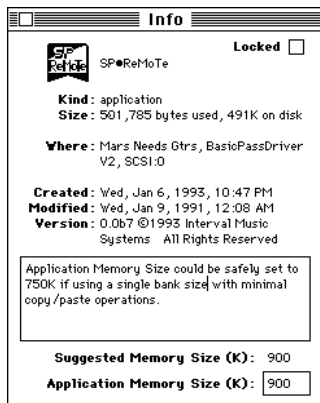 Info
Locked
SP
ReMoTe
SP●ReMoTe
Kind: application
Size: 501,785 bytes used, 491K on disk
Where: Mars Needs Gtrs, BasicPassDriver
V2, SCSI:0
Created: Wed, Jan 6, 1993, 10:47 PM
Modified: Wed, Jan 9, 1991, 12:08 AM
Version: 0.0b7 ©1993 Interval Music
Systems All Rights Reserved
Application Memory Size could be safely set to
750K if using a single bank size with minimal
copy/paste operations.
Suggested Memory Size (K): 900
Application Memory Size (K): 900